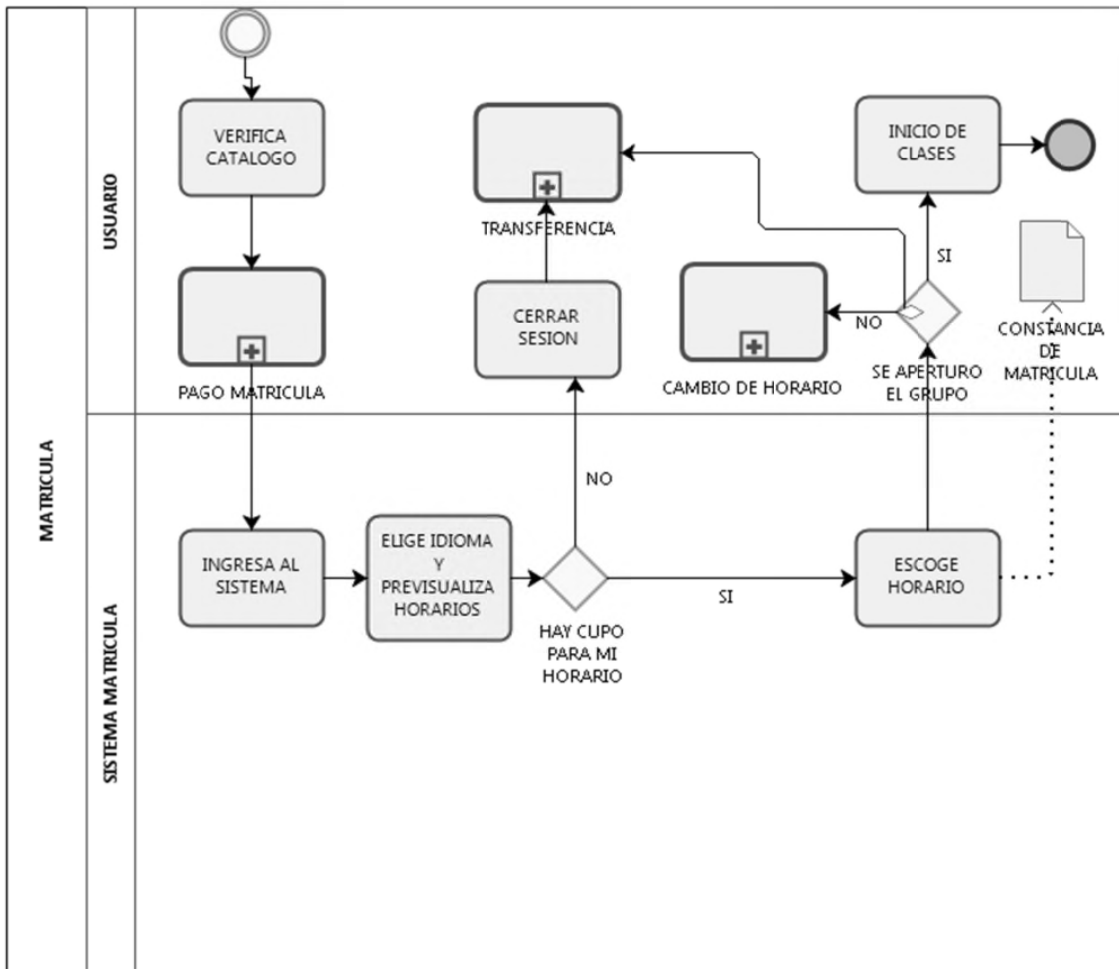 MATRICULA
USUARIO
VERIFICA
CATALOGO
PAGO MATRICULA
TRANSFERENCIA
CERRAR
SESION
INICIO DE
CLASES
SI
NO
CAMBIO DE HORARIO
SE APERTURO
EL GRUPO
CONSTANCIA
DE
MATRICULA
SISTEMA MATRICULA
INGRESA AL
SISTEMA
ELIGE IDIOMA
Y
PREVISUALIZA
HORARIOS
NO
HAY CUPO
PARA MI
HORARIO
SI
ESCOGE
HORARIO